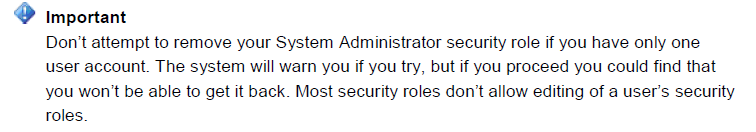 Important
Don’t attempt to remove your System Administrator security role if you have only one
user account. The system will warn you if you try, but if you proceed you could find that
you won’t be able to get it back. Most security roles don’t allow editing of a user’s security
roles.